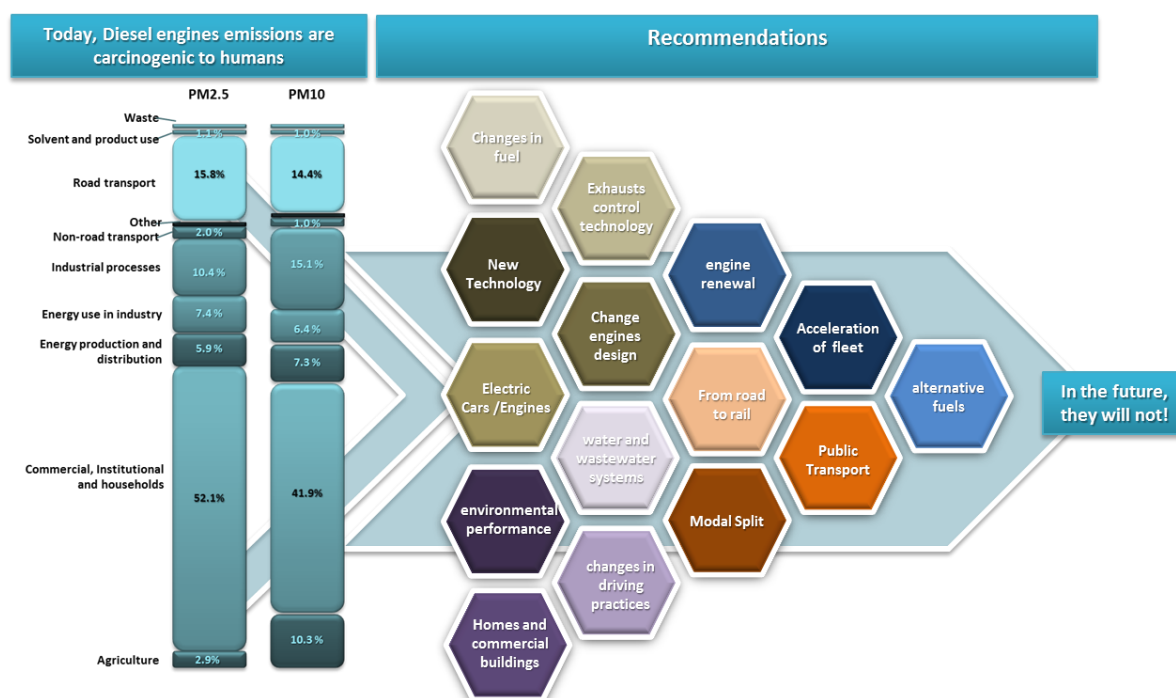 Today, Diesel engines emissions are
carcinogenic to humans
Recommendations
PM2.5
PM10
Waste
Solvent and product use
1.1%
1.0%
Road transport
15.8%
14.4%
Other
Non-road transport
2.0%
1.0%
Industrial processes
10.4%
15.1%
Energy use in industry
7.4%
6.4%
Energy production and
distribution
5.9%
7.3%
Commercial, Institutional
and households
52.1%
41.9%
Agriculture
2.9%
10.3%
Changes in
fuel
Exhausts
control
technology
New
Technology
engine
renewal
Change
engines
design
Acceleration
of fleet
Electric
Cars /Engines
From road
to rail
alternative
fuels
water and
wastewater
systems
Public
Transport
environmental
performance
Modal Split
changes in
driving
practices
Homes and
commercial
buildings
In the future,
they will not!